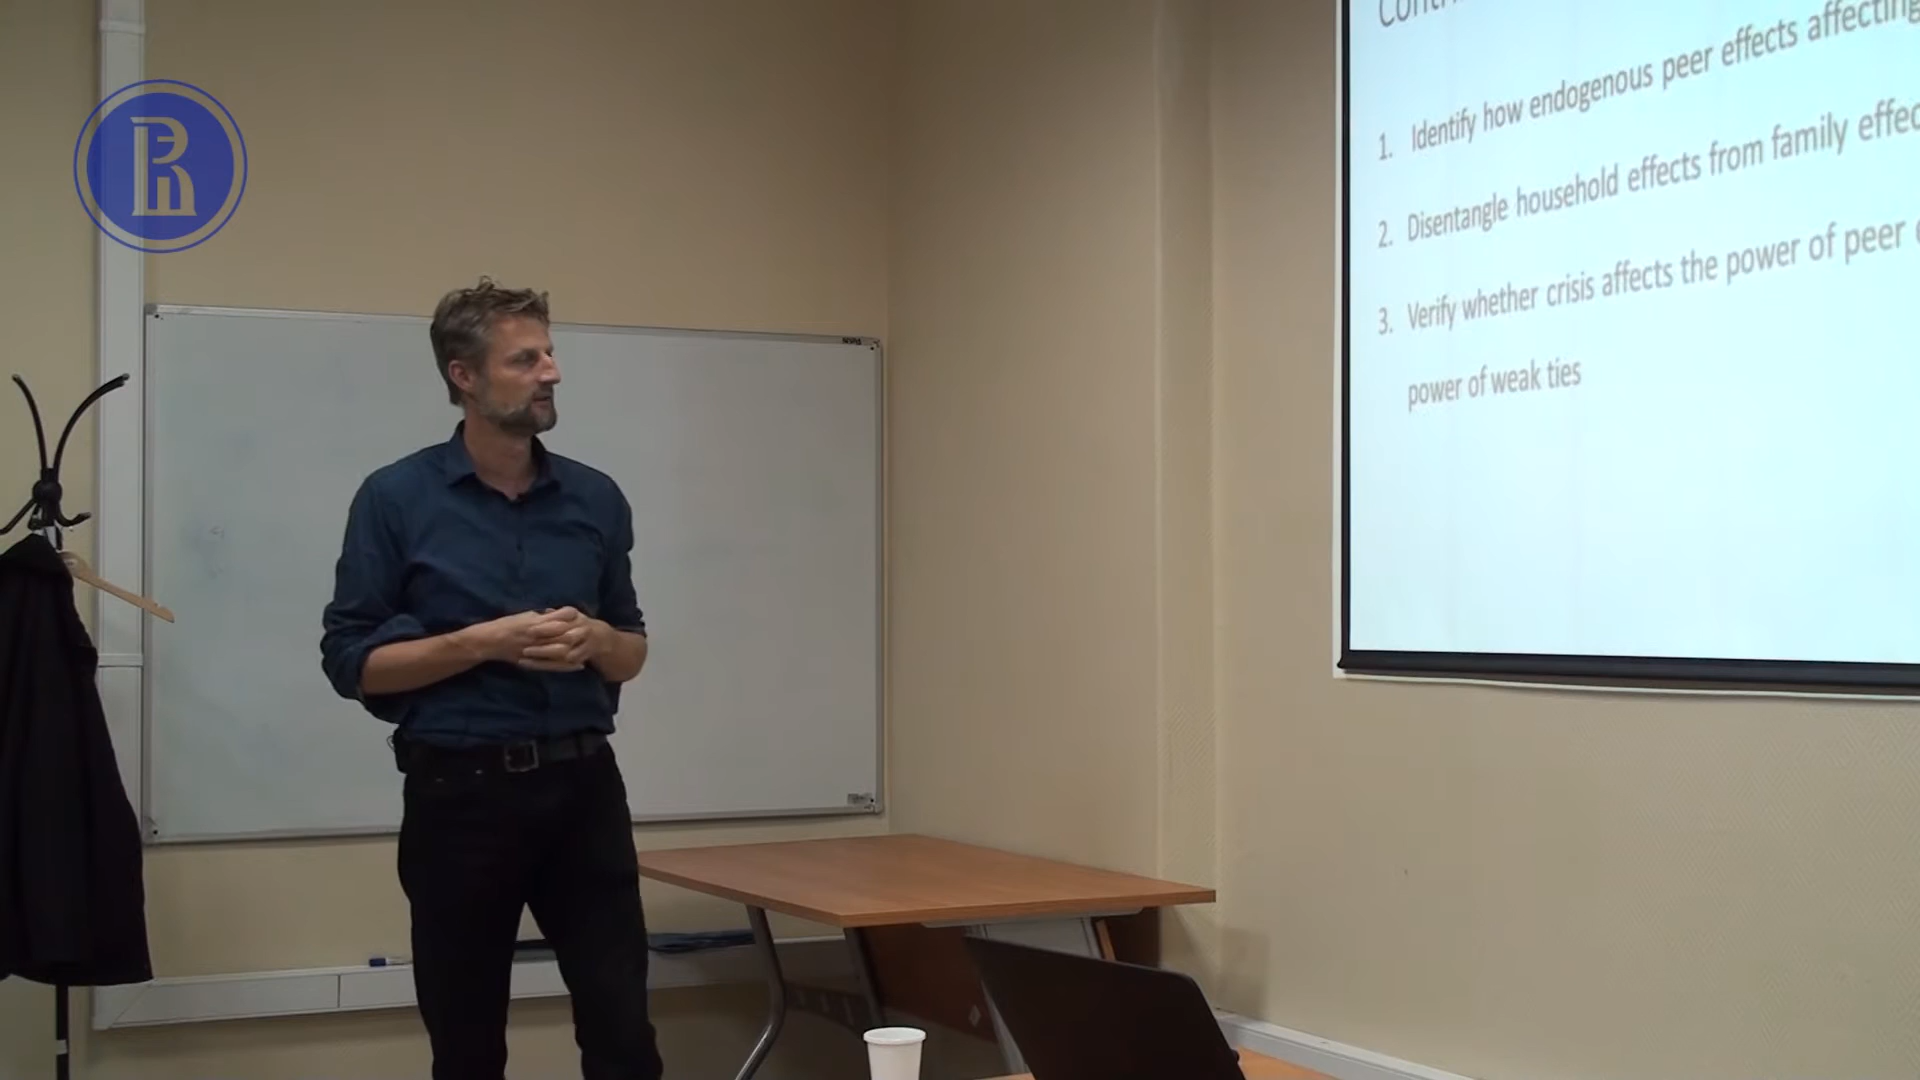 1. Identify how endogenous peer effects affecting
2. Disentangle household effects from family
3. Verify whether crisis affects the power of peer
power of weak ties